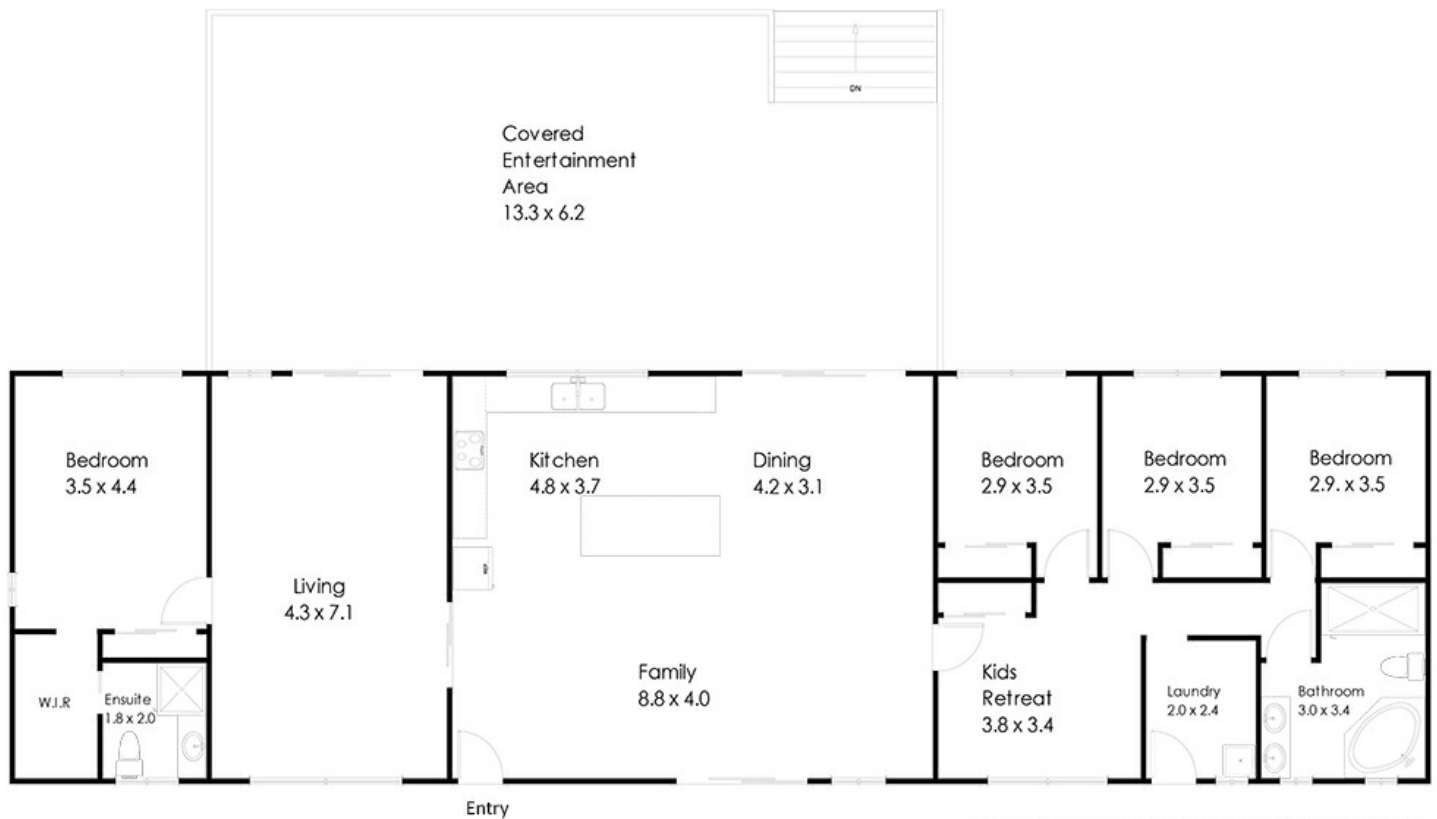 DN
Covered
Entertainment
Area
13.3 x 6.2
Bedroom
3.5 x 4.4
Living
4.3 x 7.1
Kitchen
4.8 x 3.7
Dining
4.2 x 3.1
Bedroom
2.9 x 3.5
Bedroom
2.9 x 3.5
Bedroom
2.9. x 3.5
W.I.R
Ensuite
1.8 x 2.0
Family
8.8 x 4.0
Kids
Retreat
3.8 x 3.4
Laundry
2.0 x 2.4
Bathroom
3.0 x 3.4
Entry